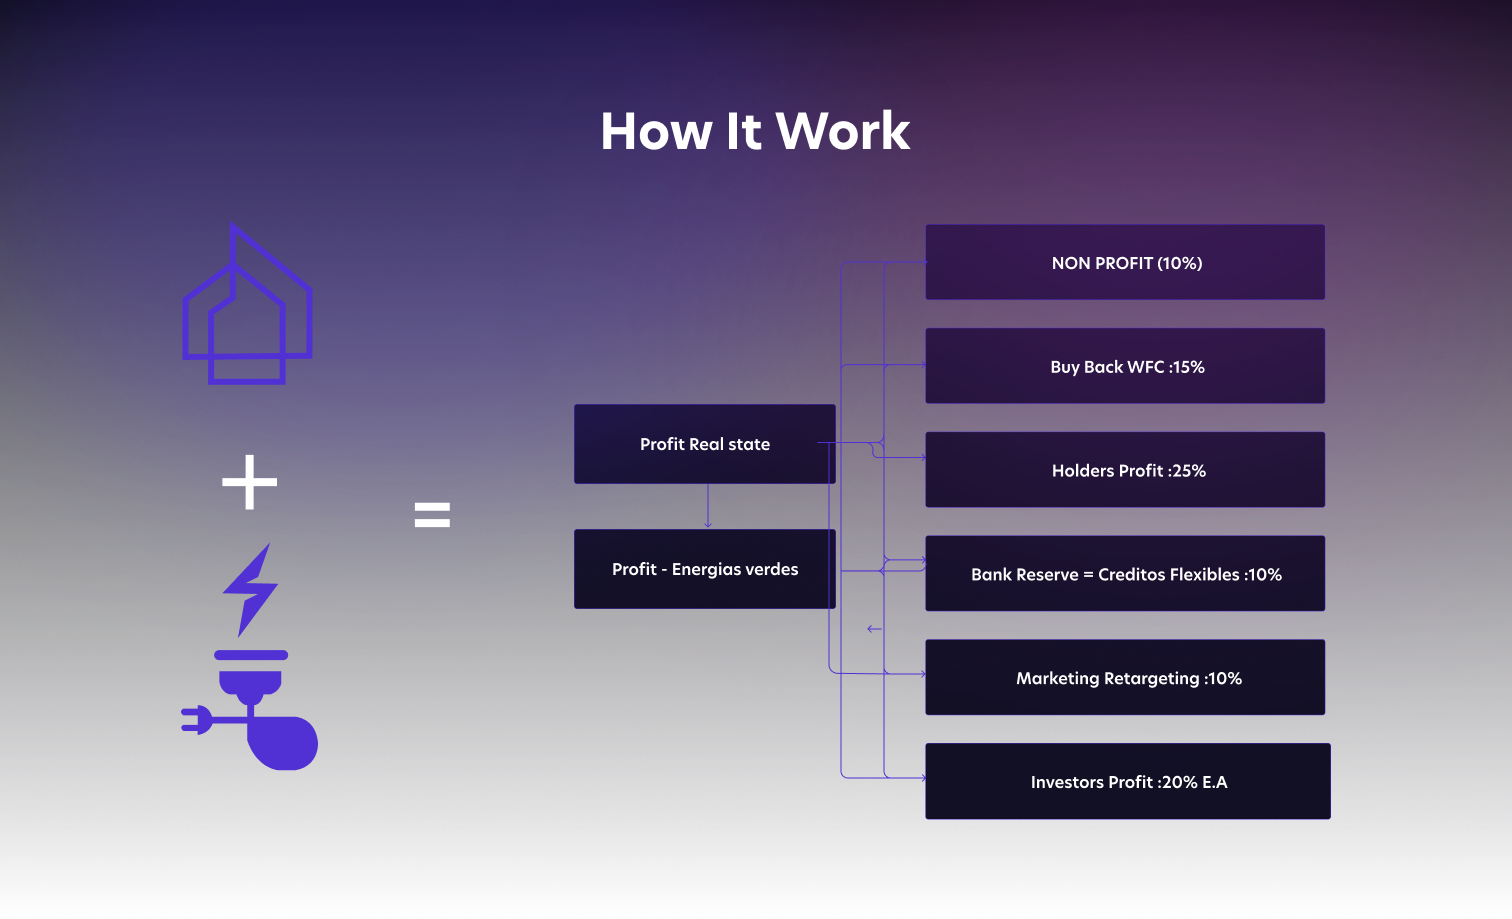 How It Work
NON PROFIT (10%)
Buy Back WFC :15%
Profit Real state
Holders Profit :25%
+
=
Profit - Energias verdes
Bank Reserve = Creditos Flexibles :10%
Marketing Retargeting :10%
Investors Profit :20% E.A